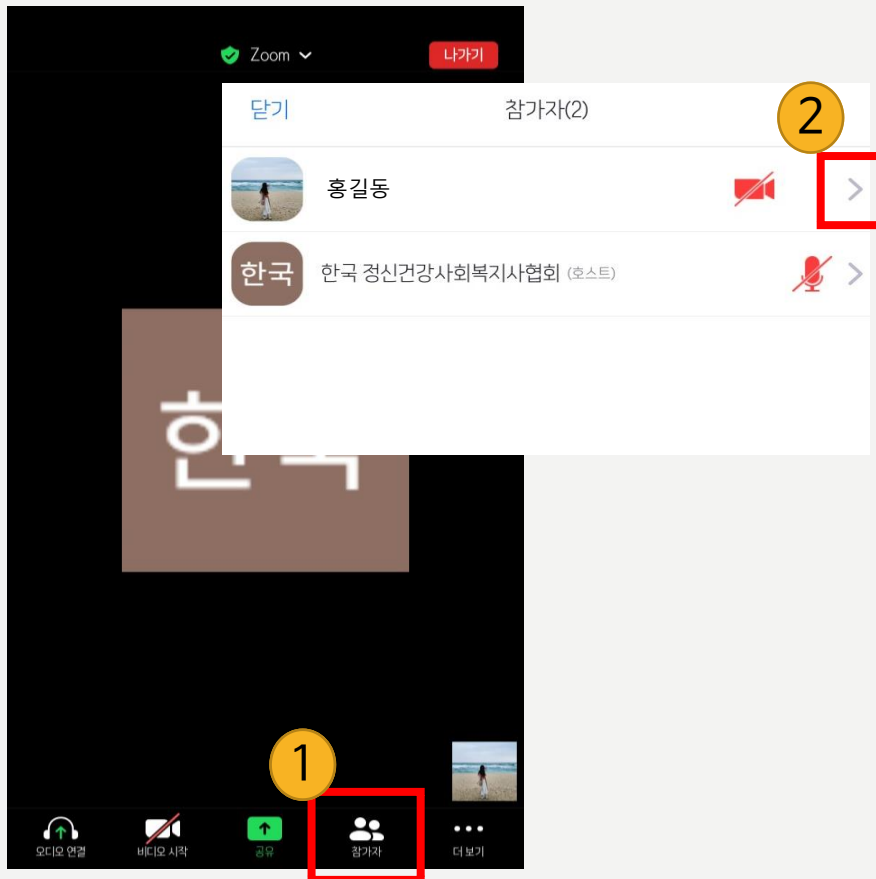 Zoom
나가기
닫기
참가자(2)
2
홍길동
한국
한국 정신건강사회복지사협회 (호스트)
한국
1
오디오 연결
비디오 시작
공유
참가자
더 보기